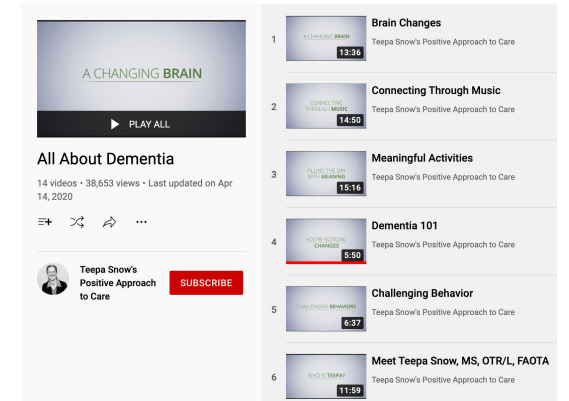 A CHANGING BRAIN
PLAY ALL
All About Dementia
14 videos • 38,653 views • Last updated on Apr
14, 2020
Teepa Snow's
Positive Approach
to Care
SUBSCRIBE
1
A CHANGING BRAIN
13:36
Brain Changes
Teepa Snow's Positive Approach to Care
2
CONNECTING
THROUGH MUSIC
14:50
Connecting Through Music
Teepa Snow's Positive Approach to Care
3
FILLING THE DAY
WITH MEANING
15:16
Meaningful Activities
Teepa Snow's Positive Approach to Care
4
YOU'RE NOTICING
CHANGES
5:50
Dementia 101
Teepa Snow's Positive Approach to Care
5
CHALLENGING BEHAVIORS
6:37
Challenging Behavior
Teepa Snow's Positive Approach to Care
6
WHO IS TEEPA?
11:59
Meet Teepa Snow, MS, OTR/L, FAOTA
Teepa Snow's Positive Approach to Care